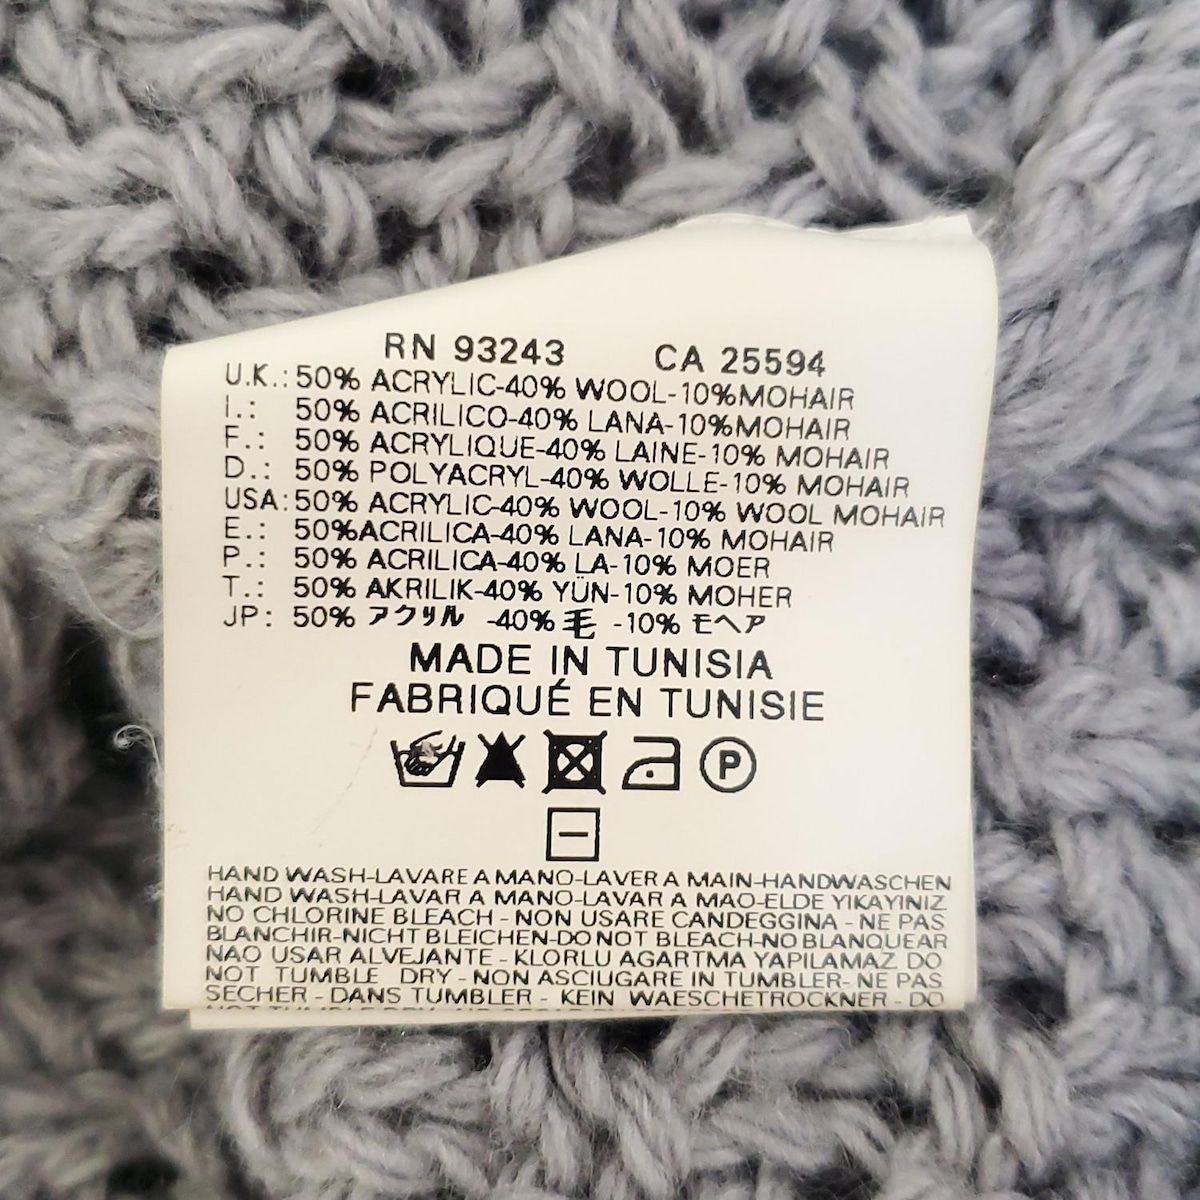 RN 93243 CA 25594
U.K.: 50% ACRYLIC-40% WOOL-10%MOHAIR
I.: 50% ACRILICO-40% LANA-10%MOHAIR
F.: 50% ACRYLIQUE-40% LAINE-10% MOHAIR
D.: 50% POLYACRYL-40% WOLLE-10% MOHAIR
USA: 50% ACRYLIC-40% WOOL-10% WOOL MOHAIR
E.: 50%ACRILICA-40% LANA-10% MOHAIR
P.: 50% ACRILICA-40% LA-10% MOER
T.: 50% AKRILIK-40% YÜN-10% MOHER
JP: 50% アクリル -40% 毛 -10% モヘア
MADE IN TUNISIA
FABRIQUÉ EN TUNISIE
P
HAND WASH-LAVARE A MANO-LAVER A MAIN-HANDWASCHEN
HAND WASH-LAVAR A MANO-LAVAR A MAO-ELDE YIKAYINIZ
NO CHLORINE BLEACH - NON USARE CANDEGGINA - NE PAS
BLANCHIR-NICHT BLEICHEN-DO NOT BLEACH-NO BLANQUEAR
NAO USAR ALVEJANTE - KLORLU AGARTMA YAPILAMAZ DO
NOT TUMBLE DRY - NON ASCIUGARE IN TUMBLER- NE PAS
SECHER - DANS TUMBLER - KEIN WAESCHETROCKNER - DO